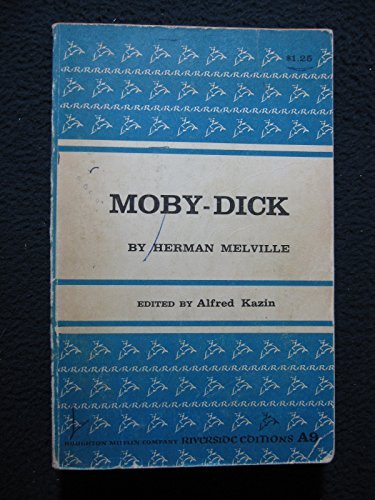 $1.25
MOBY-DICK
BY HERMAN MELVILLE
EDITED BY Alfred Kazin
HOUGHTON MIFFLIN COMPANY RIVERSIDE EDITIONS A9